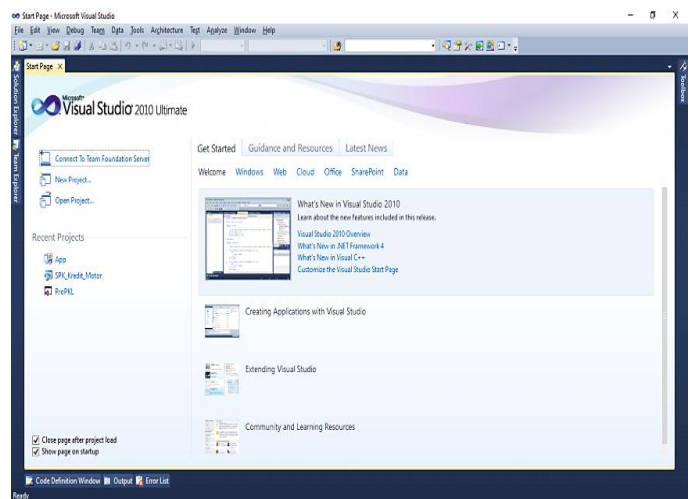 Start Page - Microsoft Visual Studio
File Edit View Debug Team Data Tools Architecture Test Analyze Window Help
Start Page X
Solution Explorer
Team Explorer
Toolbox
Microsoft
Visual Studio 2010 Ultimate
Connect To Team Foundation Server
New Project...
Open Project...
Recent Projects
App
SPK_Kredit_Motor
ProPKL
Close page after project load
Show page on startup
Get Started Guidance and Resources Latest News
Welcome Windows Web Cloud Office SharePoint Data
What's New in Visual Studio 2010
Learn about the new features included in this release.
Visual Studio 2010 Overview
What's New in .NET Framework 4
What's New in Visual C++
Customize the Visual Studio Start Page
Creating Applications with Visual Studio
Extending Visual Studio
Community and Learning Resources
Code Definition Window Output Error List
Ready